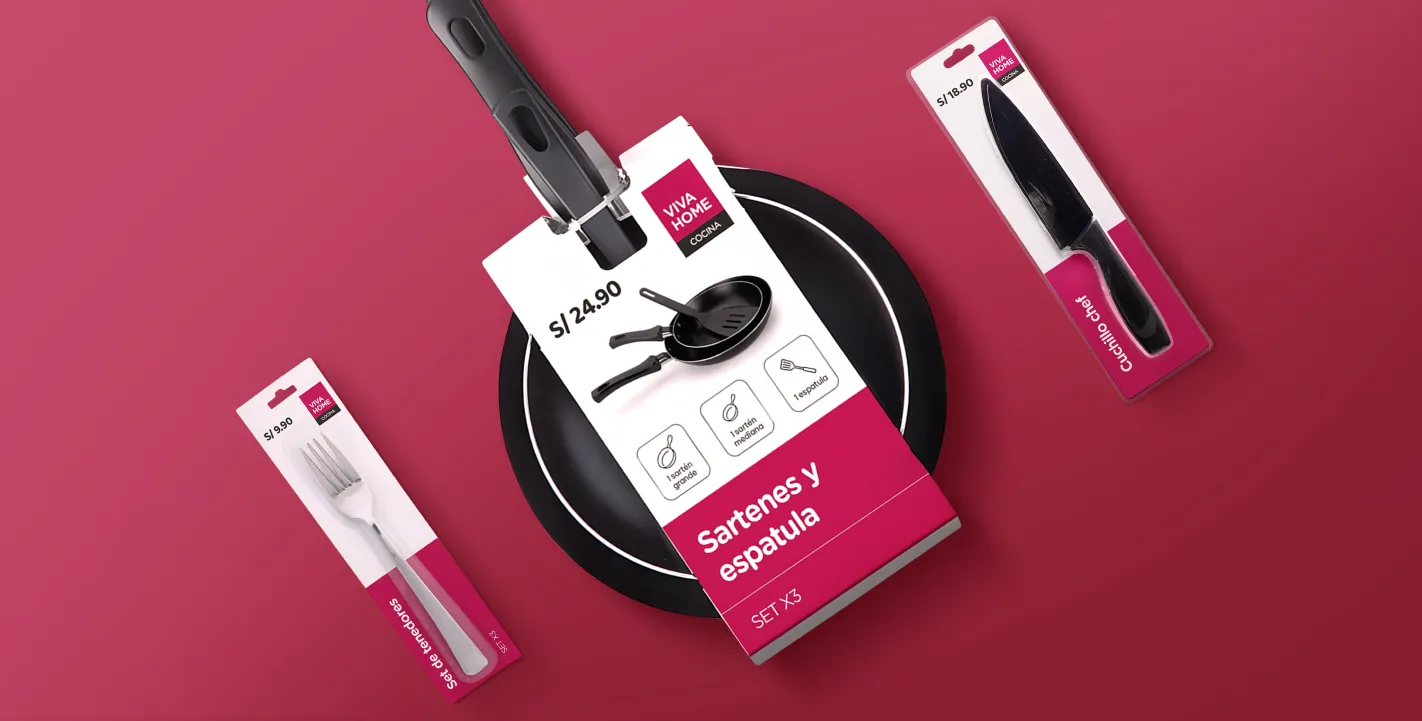 S/ 9.90
VIVA
HOME
COCINA
Set de tenedores
SET X3
VIVA
HOME
COCINA
S/ 24.90
1 sartén
grande
1 sartén
mediana
1 espatula
Sartenes y
espatula
SET X3
S/ 18.90
VIVA
HOME
COCINA
Cuchillo chef